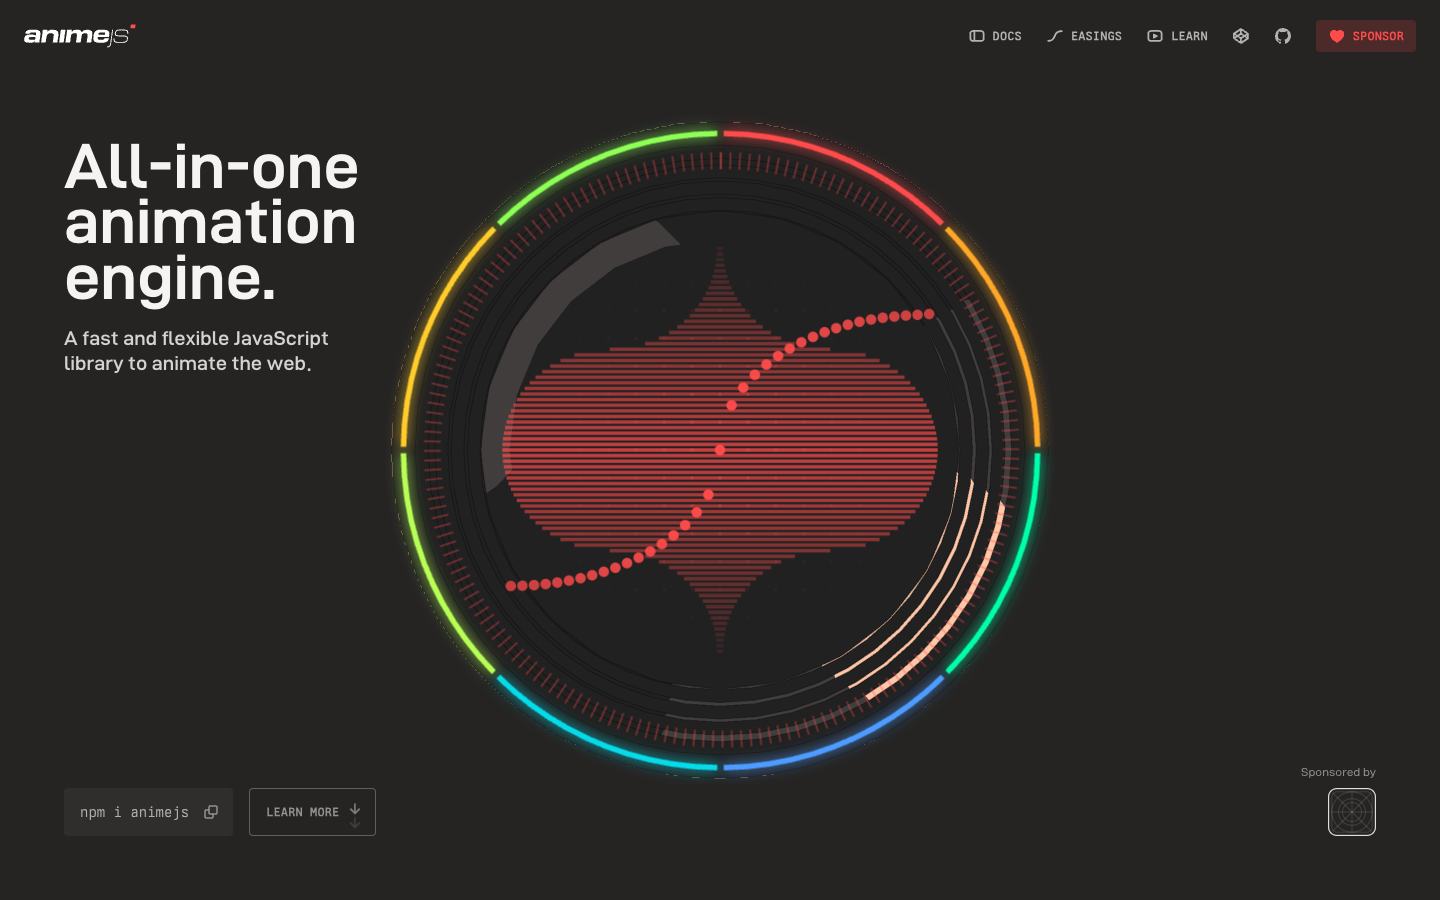 animeJS
DOCS
EASINGS
LEARN
SPONSOR
All-in-one
animation
engine.
A fast and flexible JavaScript
library to animate the web.
npm i animejs
LEARN MORE
Sponsored by